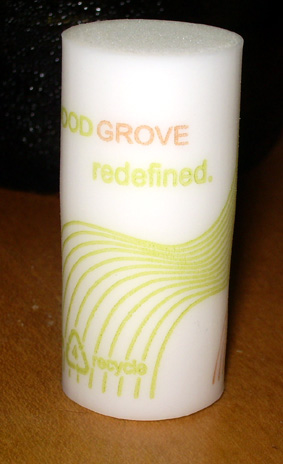 OOD GROVE
redefined.
4 recycle